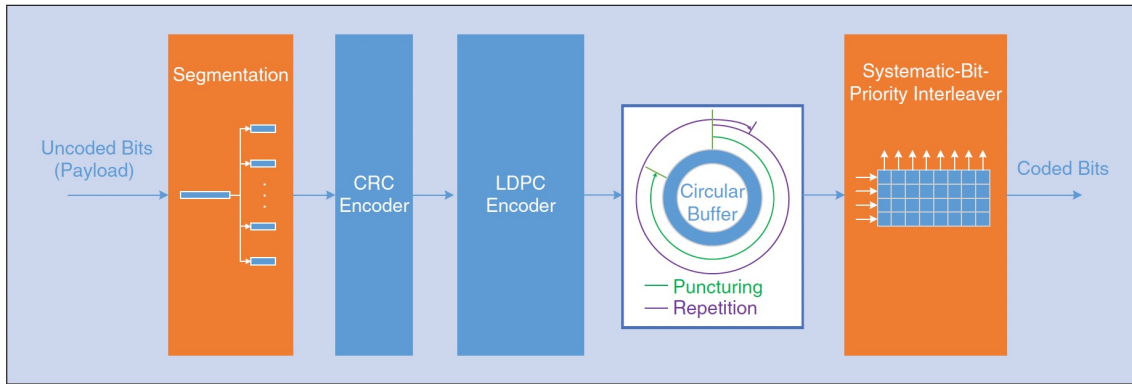 Segmentation
Uncoded Bits
(Payload)
CRC
Encoder
LDPC
Encoder
Circular
Buffer
Puncturing
Repetition
Systematic-Bit-
Priority Interleaver
Coded Bits